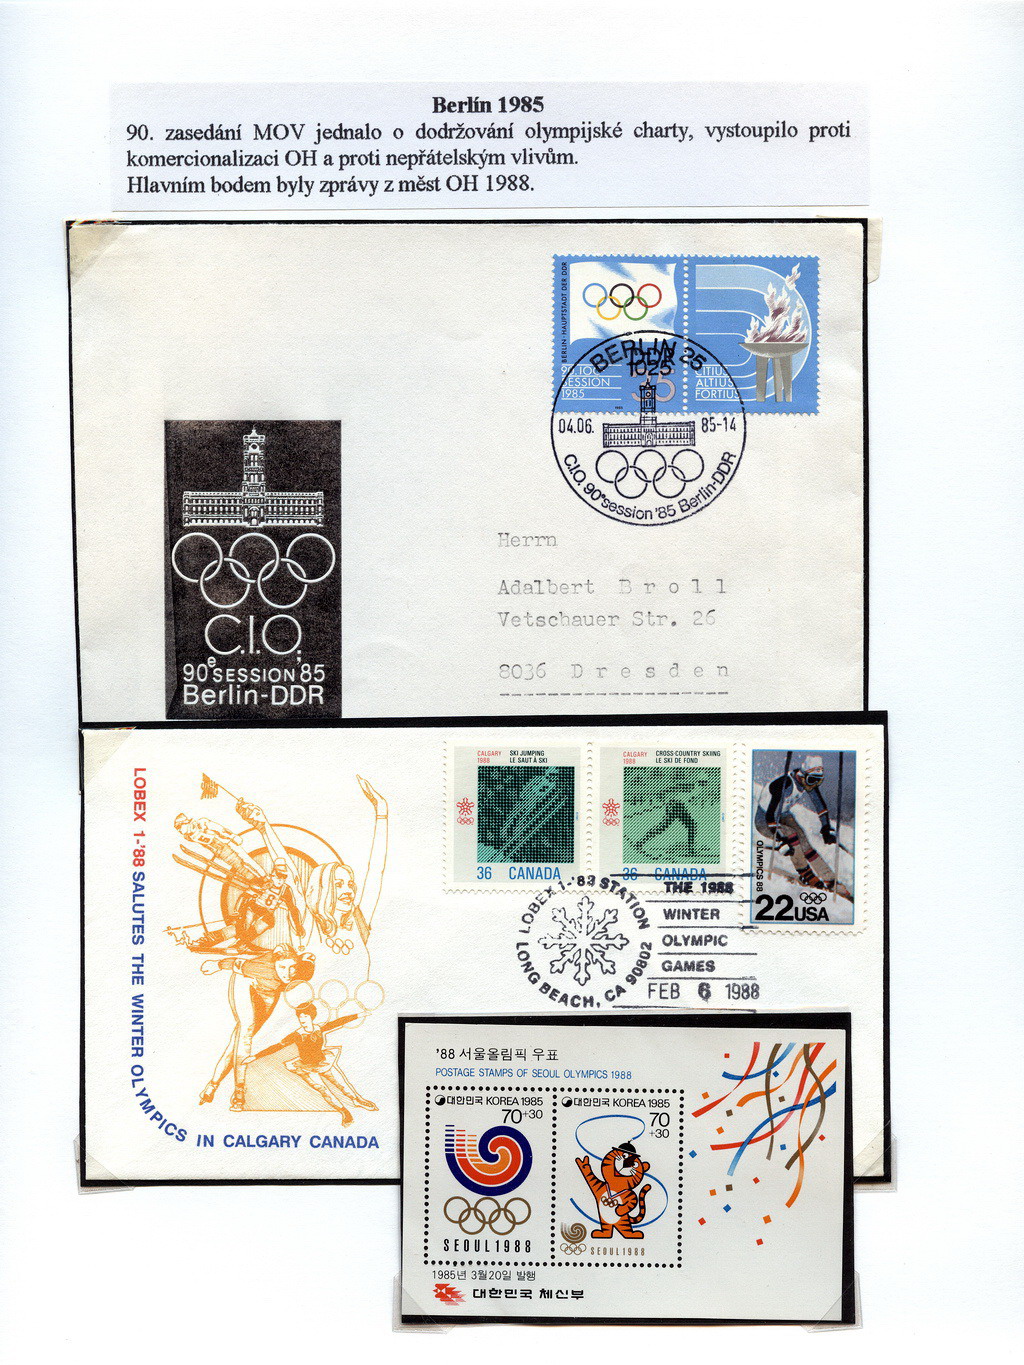 Berlín 1985
90. zasedání MOV jednalo o dodržování olympijské charty, vystoupilo proti
komercionalizaci OH a proti nepřátelským vlivům.
Hlavním bodem byly zprávy z měst OH 1988.
BERLIN · HAUPTSTADT DER DDR
DDR
90. IOC
SESSION
1985
35
CITIUS
ALTIUS
FORTIUS
BERLIN 25
1025
04.06. 85-14
C.I.O. 90e session '85 Berlin-DDR
C.I.O.
90e SESSION '85
Berlin-DDR
Herrn
Adalbert Broll
Vetschauer Str. 26
8036 Dresden
LOBEX 1-'88 SALUTES THE WINTER OLYMPICS IN CALGARY CANADA
6
CALGARY
1988
SKI JUMPING
LE SAUT À SKI
36 CANADA
CALGARY
1988
CROSS-COUNTRY SKIING
LE SKI DE FOND
36 CANADA
OLYMPICS 88
22USA
LOBEX 1-'88 STATION
LONG BEACH, CA 90802
THE 1988
WINTER
OLYMPIC
GAMES
FEB 6 1988
'88 서울올림픽 우표
POSTAGE STAMPS OF SEOUL OLYMPICS 1988
대한민국 KOREA 1985
70+30
SEOUL 1988
대한민국 KOREA 1985
70
+30
SEOUL 1988
1985년 3월20일 발행
대한민국 체신부